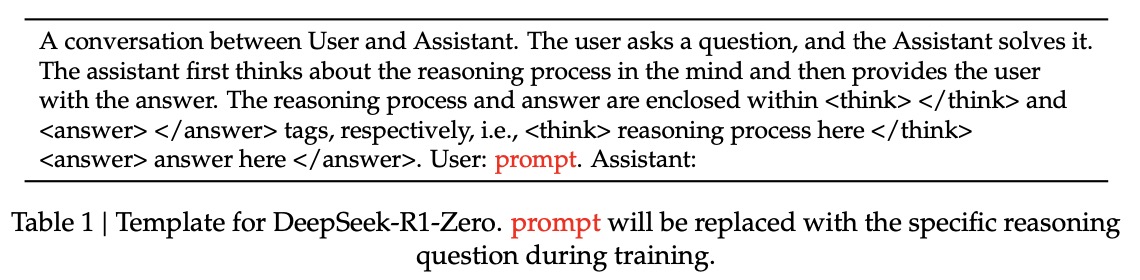 A conversation between User and Assistant. The user asks a question, and the Assistant solves it.
The assistant first thinks about the reasoning process in the mind and then provides the user
with the answer. The reasoning process and answer are enclosed within <think> </think> and
<answer> </answer> tags, respectively, i.e., <think> reasoning process here </think>
<answer> answer here </answer>. User: prompt. Assistant:
Table 1 | Template for DeepSeek-R1-Zero. prompt will be replaced with the specific reasoning
question during training.